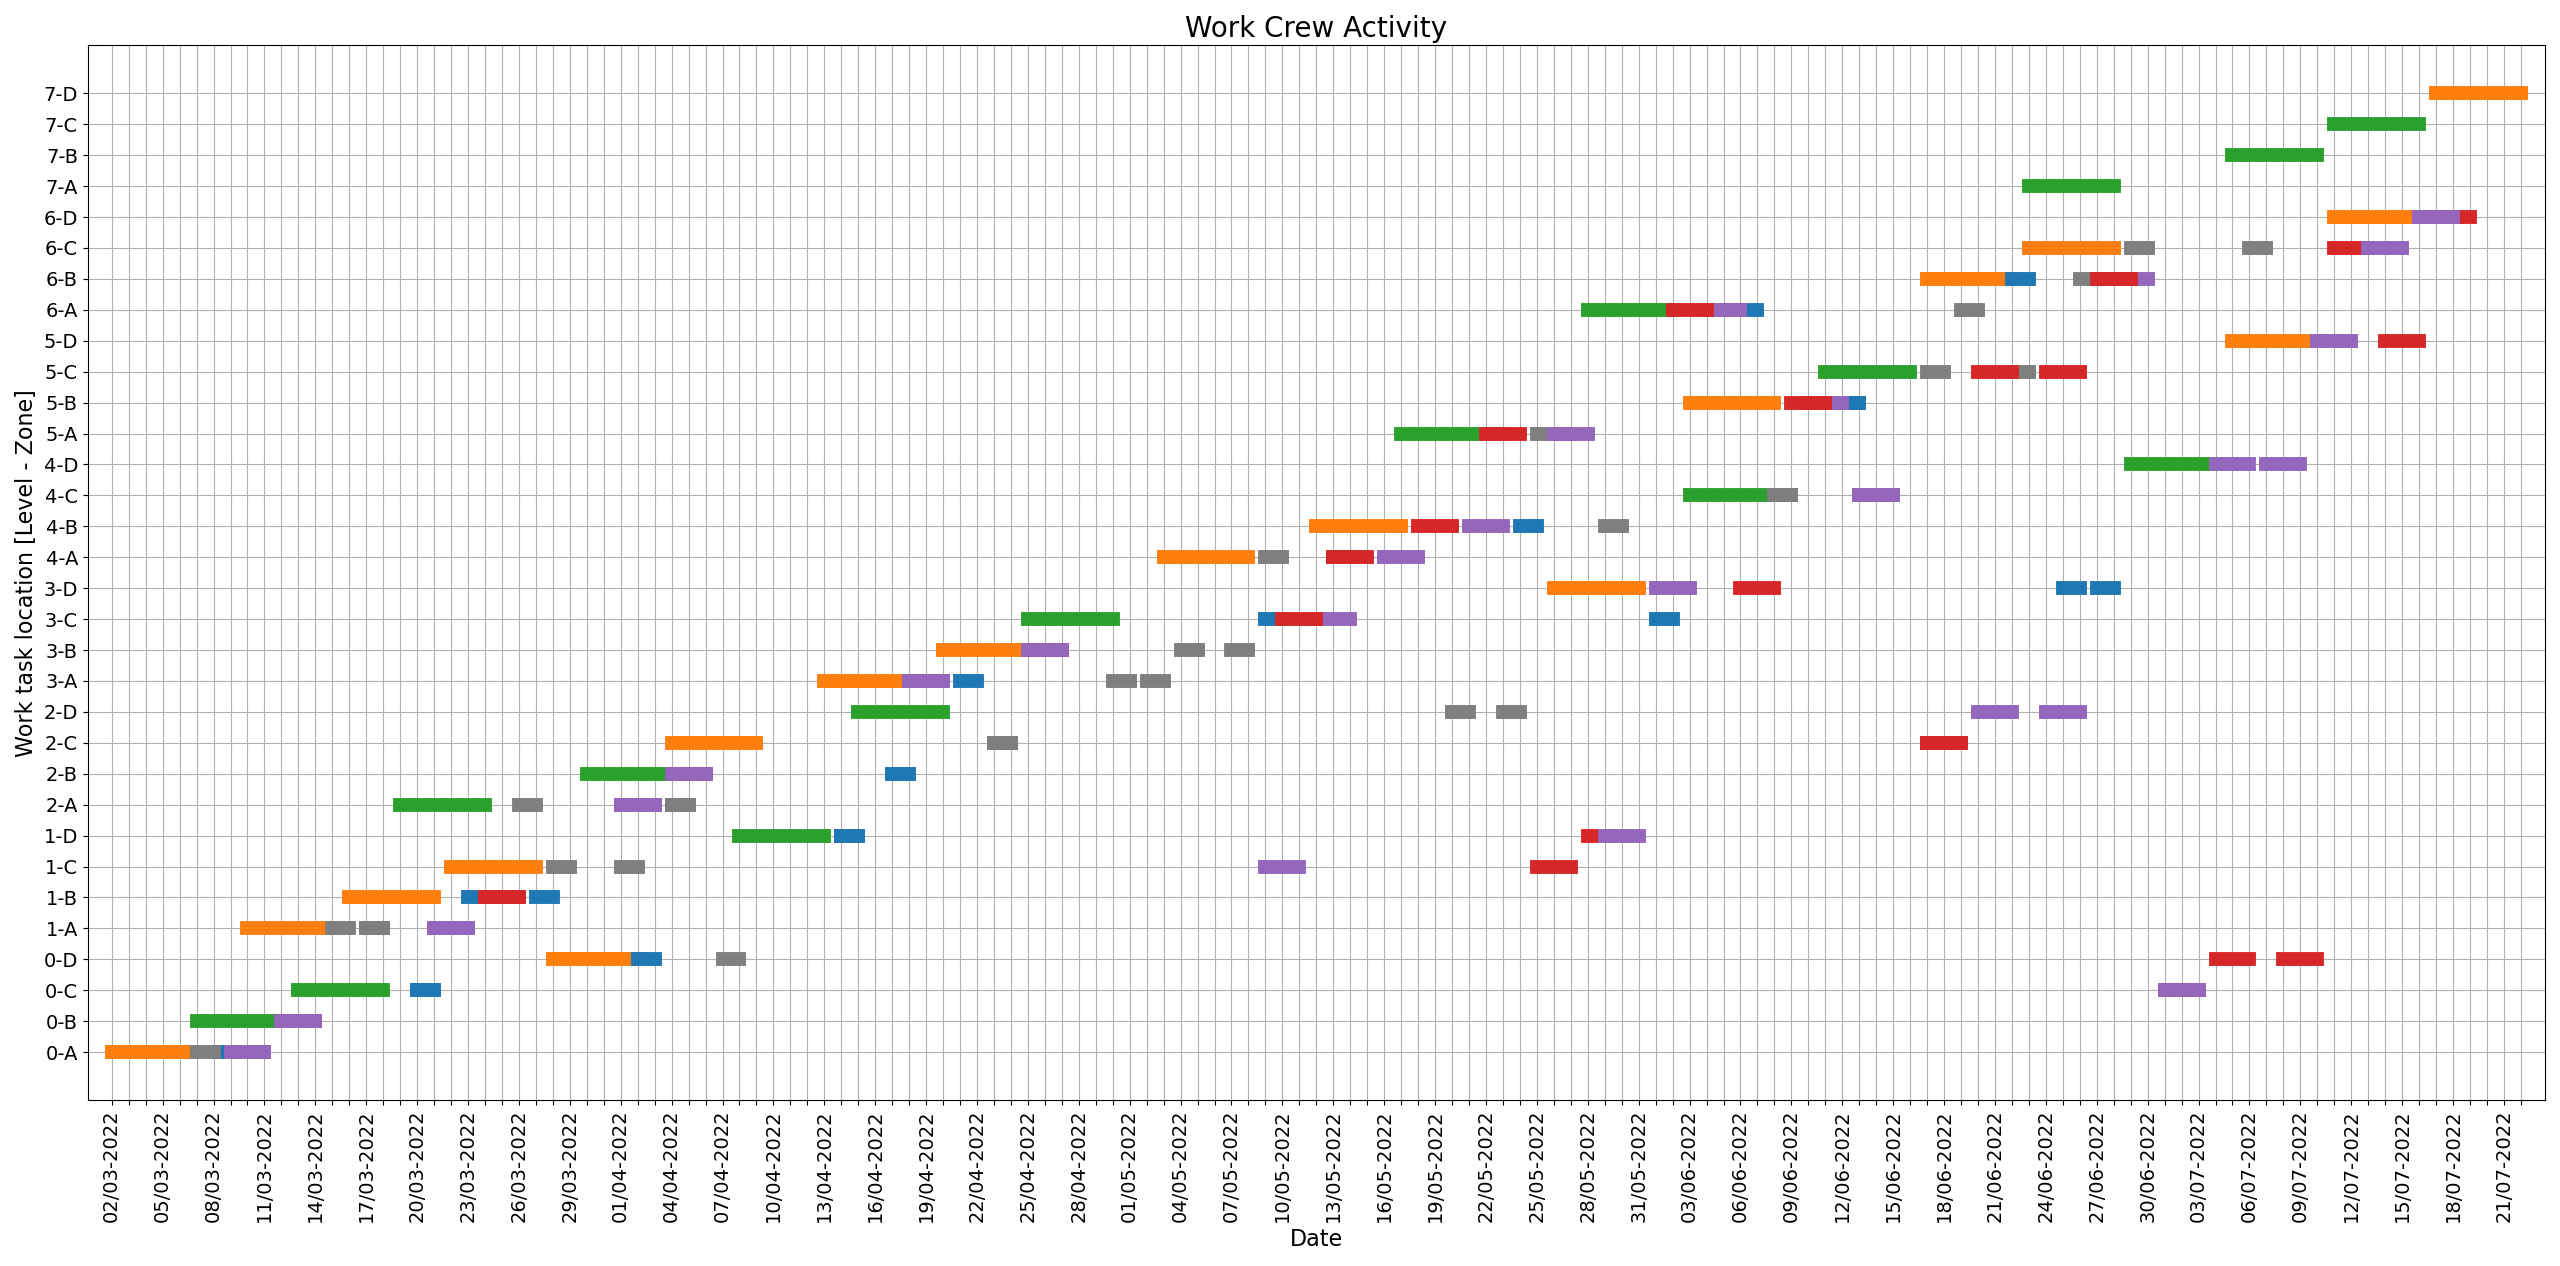 Work Crew Activity
Work task location [Level - Zone]
7-D
7-C
7-B
7-A
6-D
6-C
6-B
6-A
5-D
5-C
5-B
5-A
4-D
4-C
4-B
4-A
3-D
3-C
3-B
3-A
2-D
2-C
2-B
2-A
1-D
1-C
1-B
1-A
0-D
0-C
0-B
0-A
02/03-2022
05/03-2022
08/03-2022
11/03-2022
14/03-2022
17/03-2022
20/03-2022
23/03-2022
26/03-2022
29/03-2022
01/04-2022
04/04-2022
07/04-2022
10/04-2022
13/04-2022
16/04-2022
19/04-2022
22/04-2022
25/04-2022
28/04-2022
01/05-2022
04/05-2022
07/05-2022
10/05-2022
13/05-2022
16/05-2022
19/05-2022
22/05-2022
25/05-2022
28/05-2022
31/05-2022
03/06-2022
06/06-2022
09/06-2022
12/06-2022
15/06-2022
18/06-2022
21/06-2022
24/06-2022
27/06-2022
30/06-2022
03/07-2022
06/07-2022
09/07-2022
12/07-2022
15/07-2022
18/07-2022
21/07-2022
Date